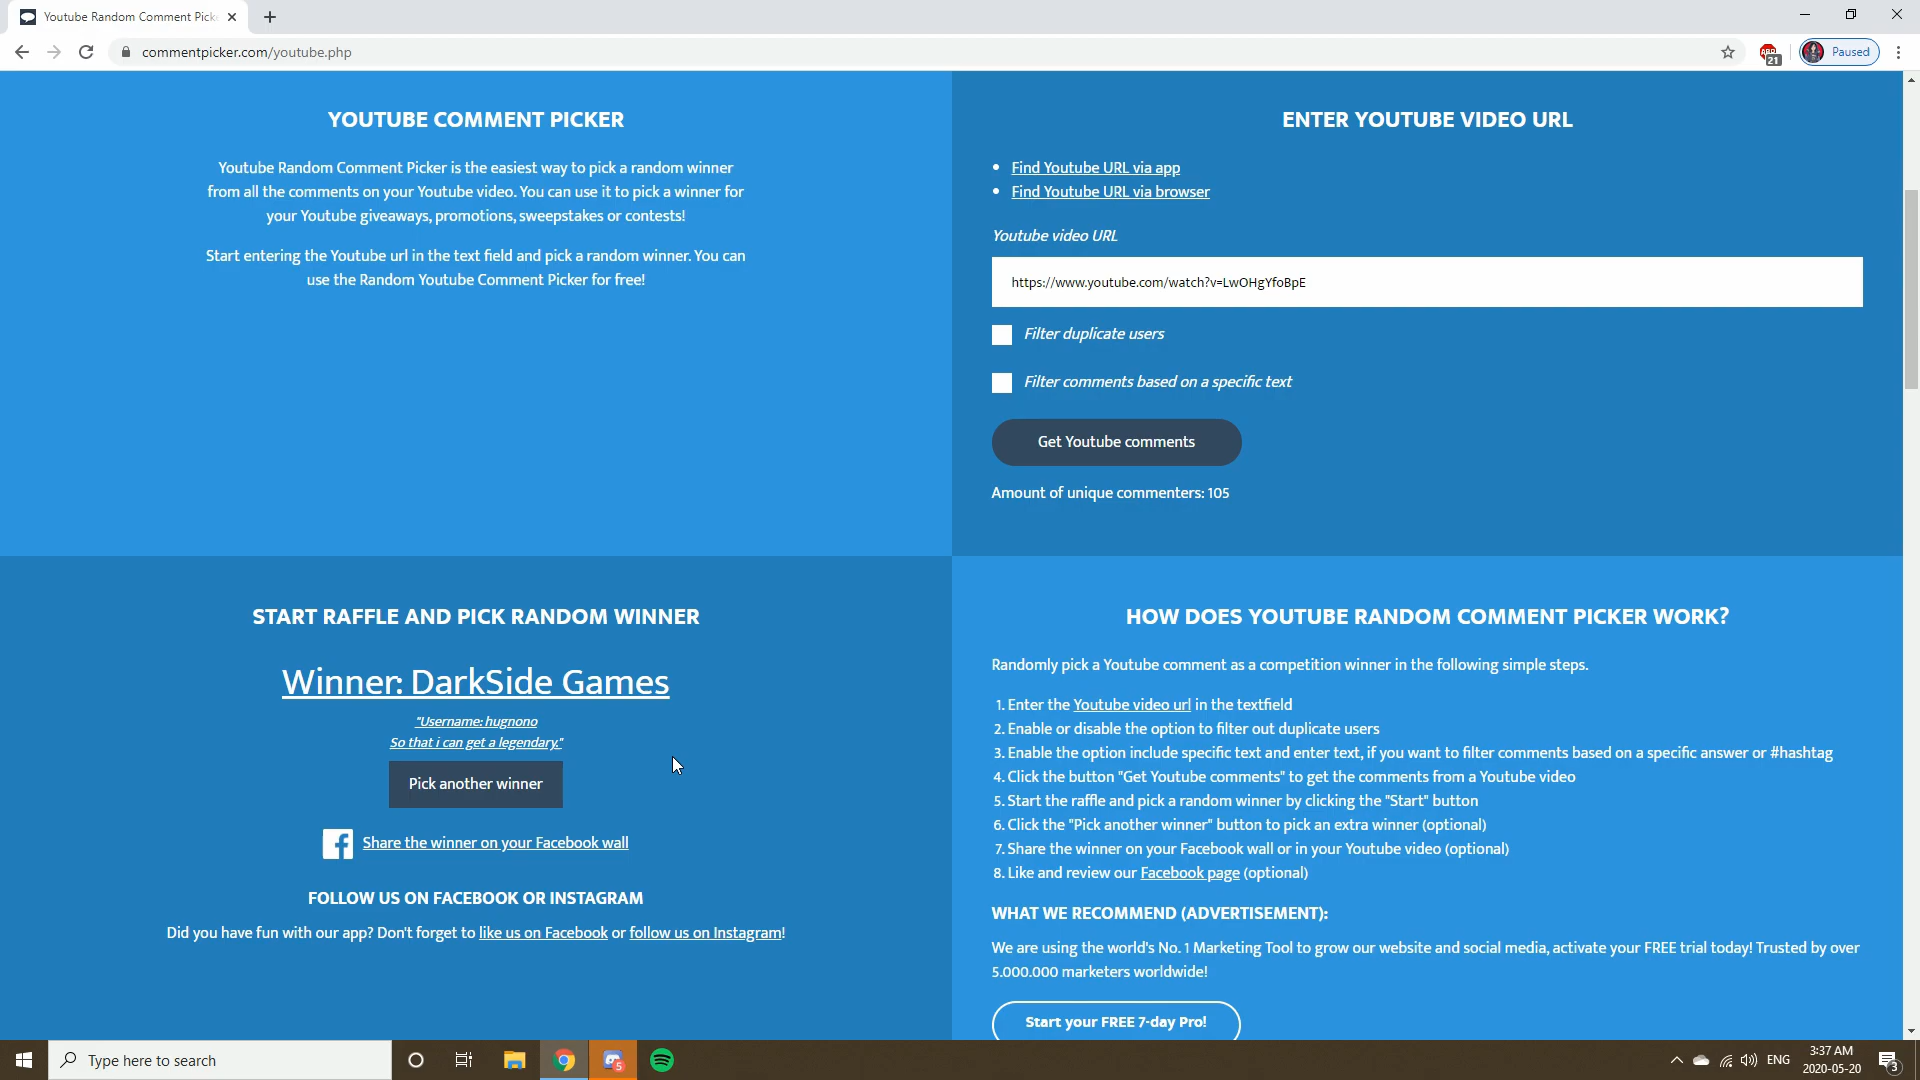 Youtube Random Comment Pick
commentpicker.com/youtube.php
ABP
21
Paused
YOUTUBE COMMENT PICKER
Youtube Random Comment Picker is the easiest way to pick a random winner
from all the comments on your Youtube video. You can use it to pick a winner for
your Youtube giveaways, promotions, sweepstakes or contests!
Start entering the Youtube url in the text field and pick a random winner. You can
use the Random Youtube Comment Picker for free!
ENTER YOUTUBE VIDEO URL
Find Youtube URL via app
Find Youtube URL via browser
Youtube video URL
https://www.youtube.com/watch?v=LwOHgYfoBpE
Filter duplicate users
Filter comments based on a specific text
Get Youtube comments
Amount of unique commenters: 105
START RAFFLE AND PICK RANDOM WINNER
Winner: DarkSide Games
"Username: hugnono
So that i can get a legendary."
Pick another winner
Share the winner on your Facebook wall
FOLLOW US ON FACEBOOK OR INSTAGRAM
Did you have fun with our app? Don't forget to like us on Facebook or follow us on Instagram!
HOW DOES YOUTUBE RANDOM COMMENT PICKER WORK?
Randomly pick a Youtube comment as a competition winner in the following simple steps.
1. Enter the Youtube video url in the textfield
2. Enable or disable the option to filter out duplicate users
3. Enable the option include specific text and enter text, if you want to filter comments based on a specific answer or #hashtag
4. Click the button "Get Youtube comments" to get the comments from a Youtube video
5. Start the raffle and pick a random winner by clicking the "Start" button
6. Click the "Pick another winner" button to pick an extra winner (optional)
7. Share the winner on your Facebook wall or in your Youtube video (optional)
8. Like and review our Facebook page (optional)
WHAT WE RECOMMEND (ADVERTISEMENT):
We are using the world's No. 1 Marketing Tool to grow our website and social media, activate your FREE trial today! Trusted by over
5.000.000 marketers worldwide!
Start your FREE 7-day Pro!
Type here to search
5
ENG
3:37 AM
2020-05-20
3